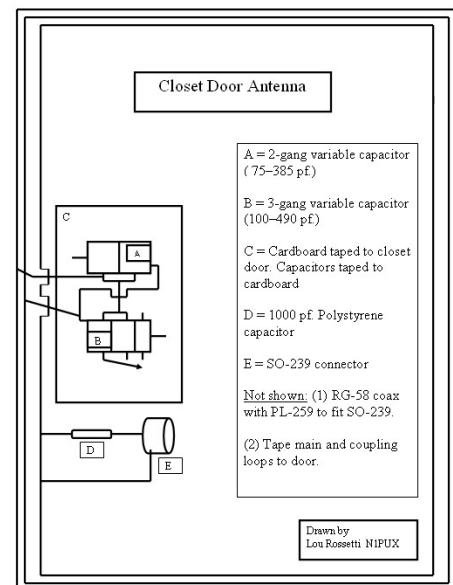 Closet Door Antenna
A = 2-gang variable capacitor
( 75–385 pf.)
B = 3-gang variable capacitor
(100–490 pf.)
C = Cardboard taped to closet
door. Capacitors taped to
cardboard
D = 1000 pf. Polystyrene
capacitor
E = SO-239 connector
Not shown: (1) RG-58 coax
with PL-259 to fit SO-239.
(2) Tape main and coupling
loops to door.
C
A
B
D
E
Drawn by
Lou Rossetti N1PUX